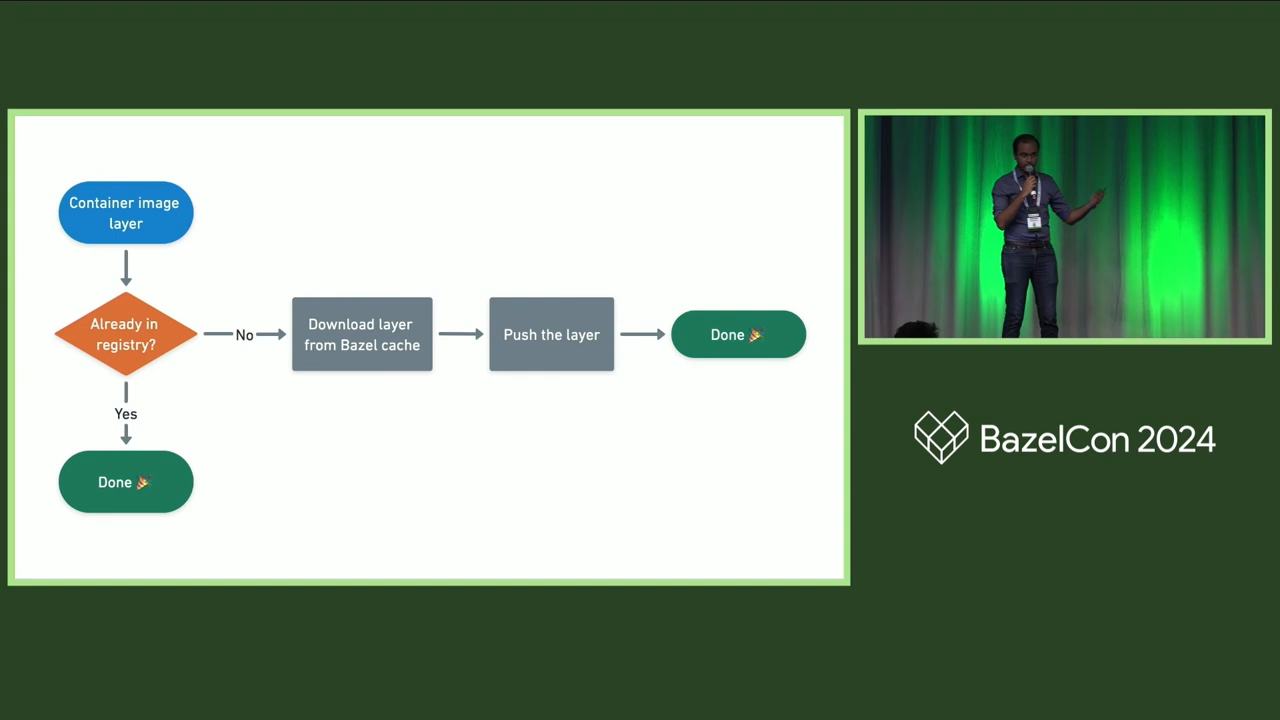 Container image
layer
Already in
registry?
No
Download layer
from Bazel cache
Push the layer
Done 🎉
Yes
Done 🎉
BazelCon 2024